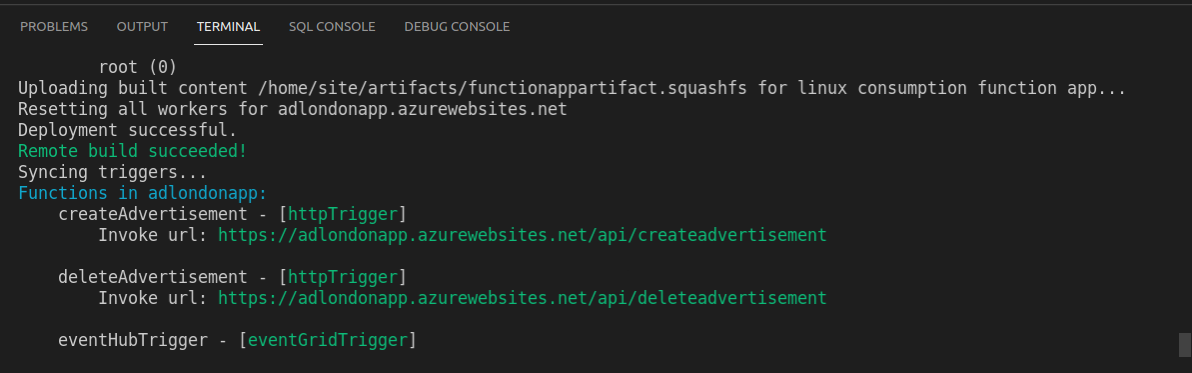 PROBLEMS OUTPUT TERMINAL SQL CONSOLE DEBUG CONSOLE
root (0)
Uploading built content /home/site/artifacts/functionappartifact.squashfs for linux consumption function app...
Resetting all workers for adlondonapp.azurewebsites.net
Deployment successful.
Remote build succeeded!
Syncing triggers...
Functions in adlondonapp:
createAdvertisement - [httpTrigger]
Invoke url: https://adlondonapp.azurewebsites.net/api/createadvertisement
deleteAdvertisement - [httpTrigger]
Invoke url: https://adlondonapp.azurewebsites.net/api/deleteadvertisement
eventHubTrigger - [eventGridTrigger]